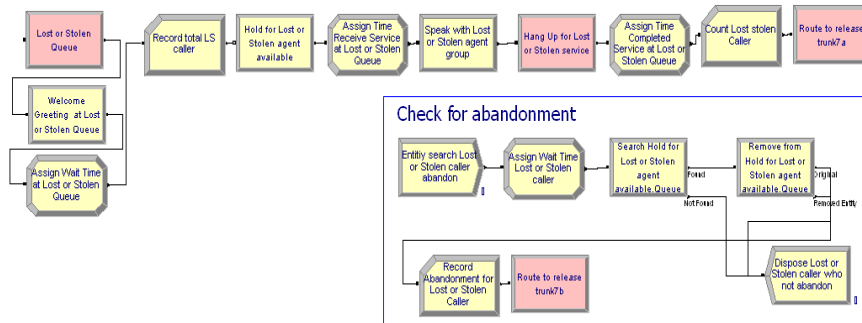 Lost or Stolen
Queue
Welcome
Greeting at Lost
or Stolen Queue
Assign Wait Time
at Lost or Stolen
Queue
Record total LS
caller
Hold for Lost or
Stolen agent
available
Assign Time
Receive Service
at Lost or Stolen
Queue
Speak with Lost
or Stolen agent
group
Hang Up for Lost
or Stolen service
Assign Time
Completed
Service at Lost or
Stolen Queue
Count Lost stolen
Caller
Route to release
trunk7a
Check for abandonment
Entitiy search Lost
or Stolen caller
abandon
0
Assign Wait Time
Lost or Stolen
caller
Search Hold for
Lost or Stolen
agent
available.Queue
Found
Not Found
Remove from
Hold for Lost or
Stolen agent
available.Queue
Original
Removed Entity
Record
Abandonment for
Lost or Stolen
Caller
Route to release
trunk7b
Dispose Lost or
Stolen caller who
not abandon
0